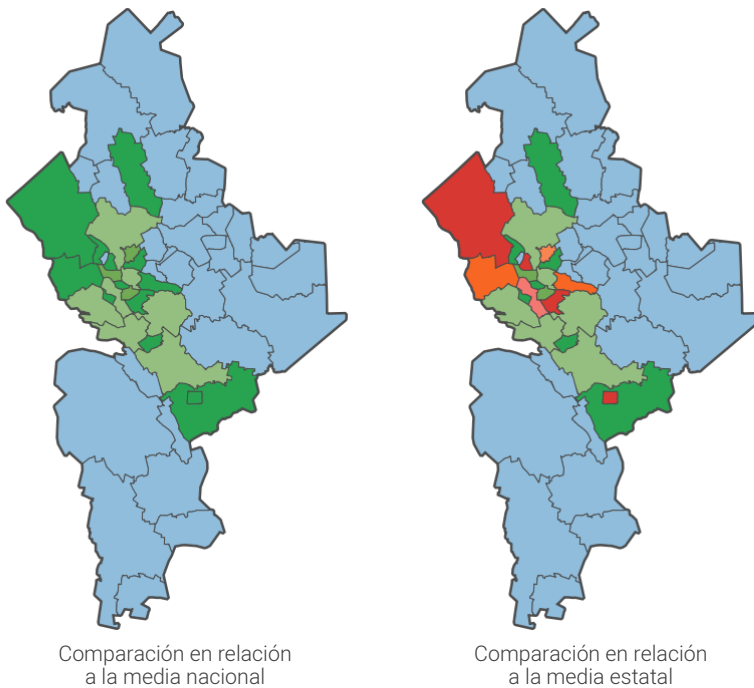 Comparación en relación
a la media nacional
Comparación en relación
a la media estatal